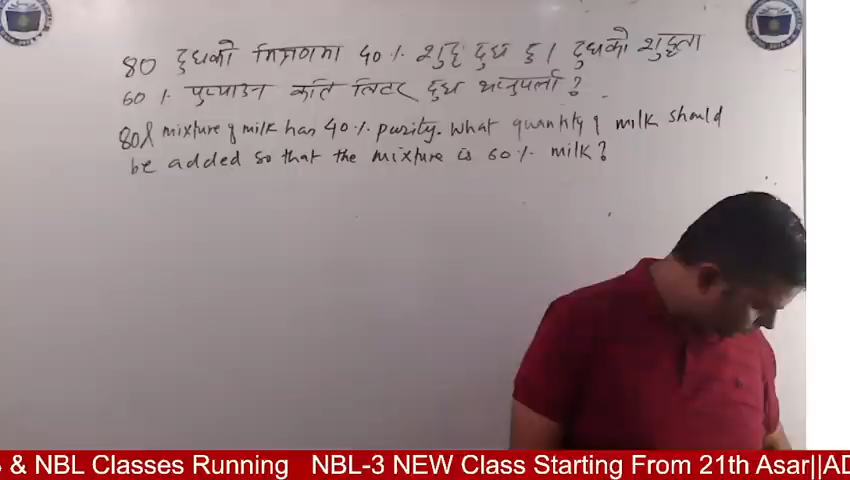 80 दुधको मिश्रणमा 40% शुद्ध दुध छ। दुधको शुद्धता
60% पुऱ्याउन कति लिटर दुध थप्नुपर्ला?
80l mixture of milk has 40% purity. What quantity of milk should
be added so that the mixture is 60% milk?
& NBL Classes Running NBL-3 NEW Class Starting From 21th Asar||AD